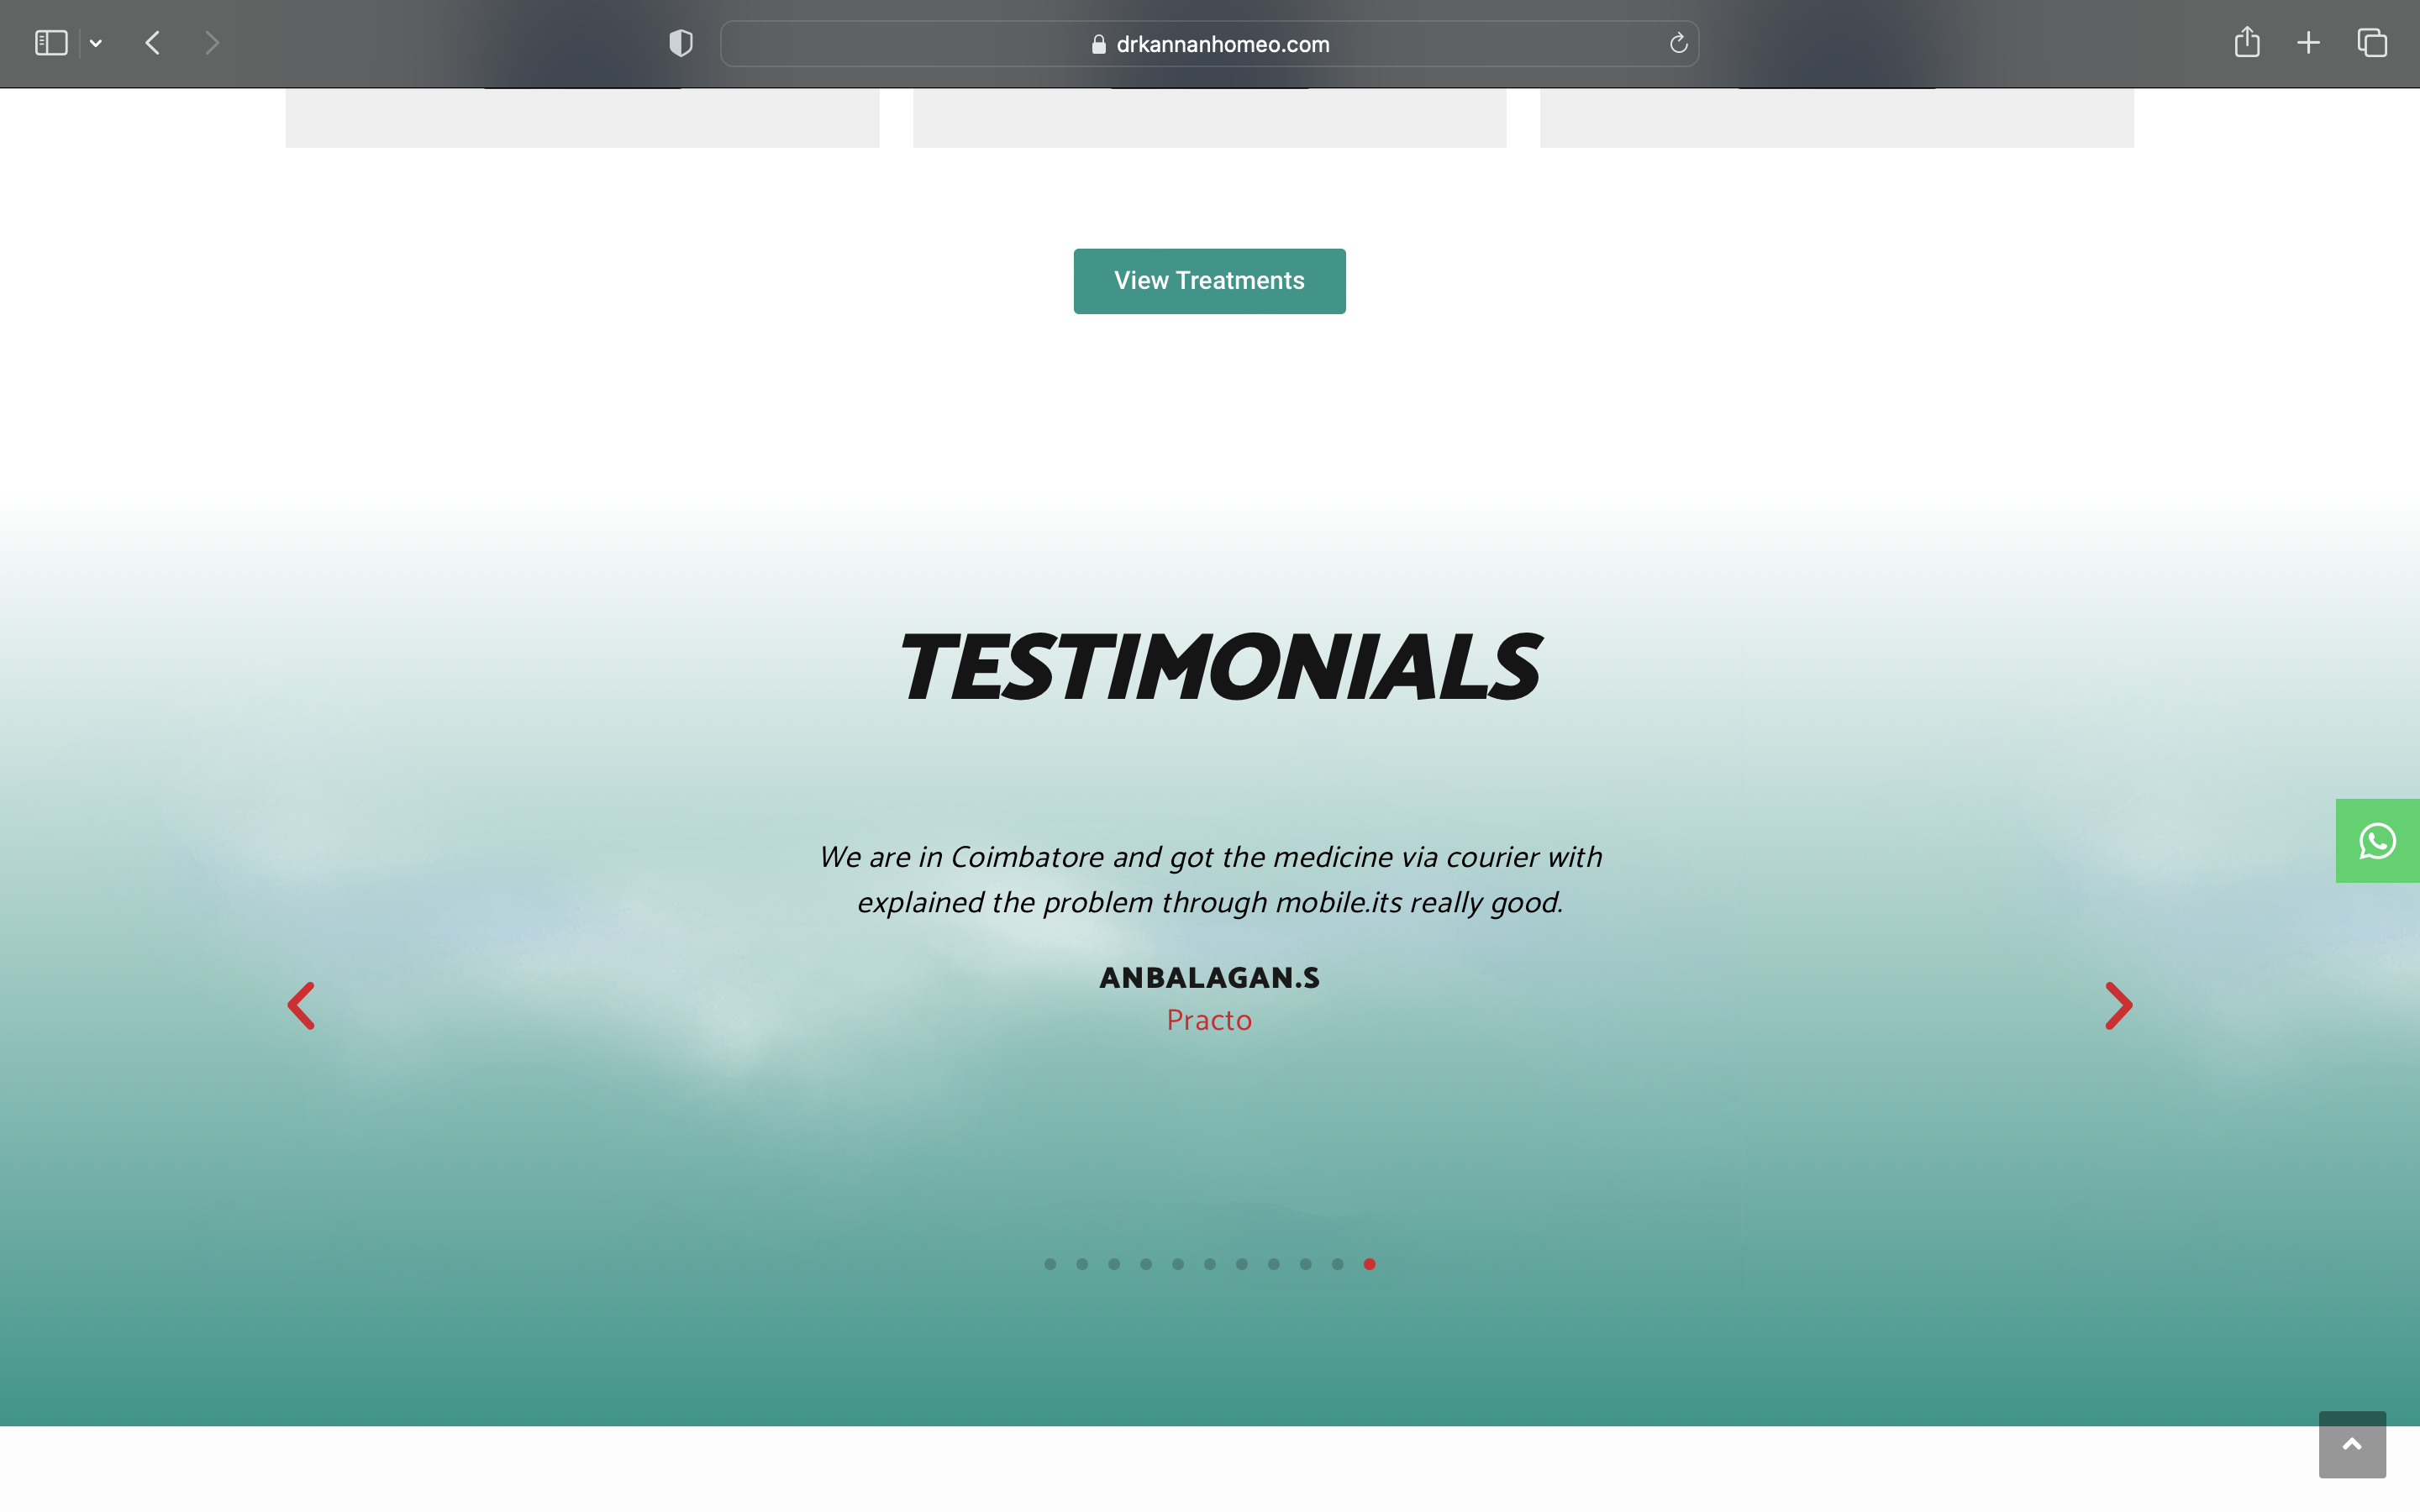 drkannanhomeo.com
View Treatments
TESTIMONIALS
We are in Coimbatore and got the medicine via courier with
explained the problem through mobile.its really good.
ANBALAGAN.S
Practo